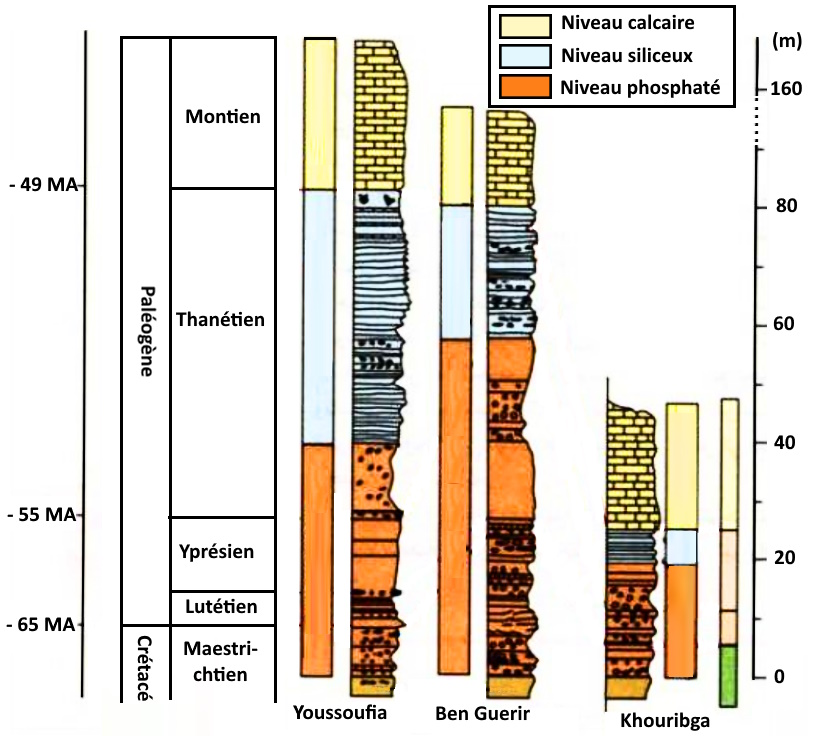 Niveau calcaire
Niveau siliceux
Niveau phosphaté
(m)
160
80
60
40
20
0
- 49 MA
- 55 MA
- 65 MA
Paléogène
Crétacé
Montien
Thanétien
Yprésien
Lutétien
Maestri-
chtien
Youssoufia
Ben Guerir
Khouribga